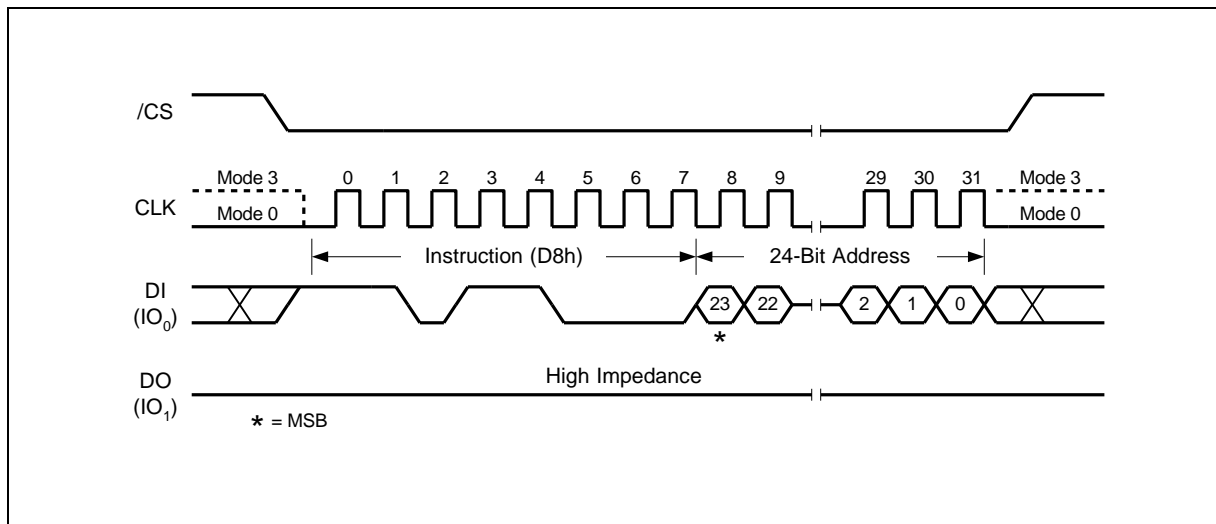 /CS
Mode 3 0 1 2 3 4 5 6 7 8 9 29 30 31 Mode 3
CLK Mode 0 Mode 0
Instruction (D8h) 24-Bit Address
DI
(IO0) 23 22 2 1 0
*
High Impedance
DO
(IO1)
* = MSB